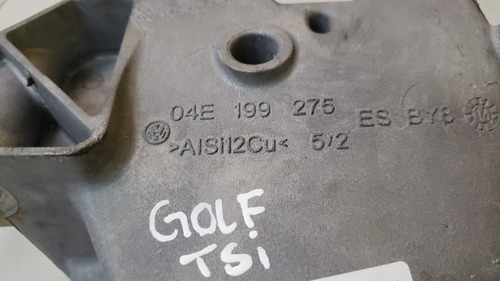 04E 199 275 ES BY8
>AlSi12Cu< 5/2
GOLF
TSi